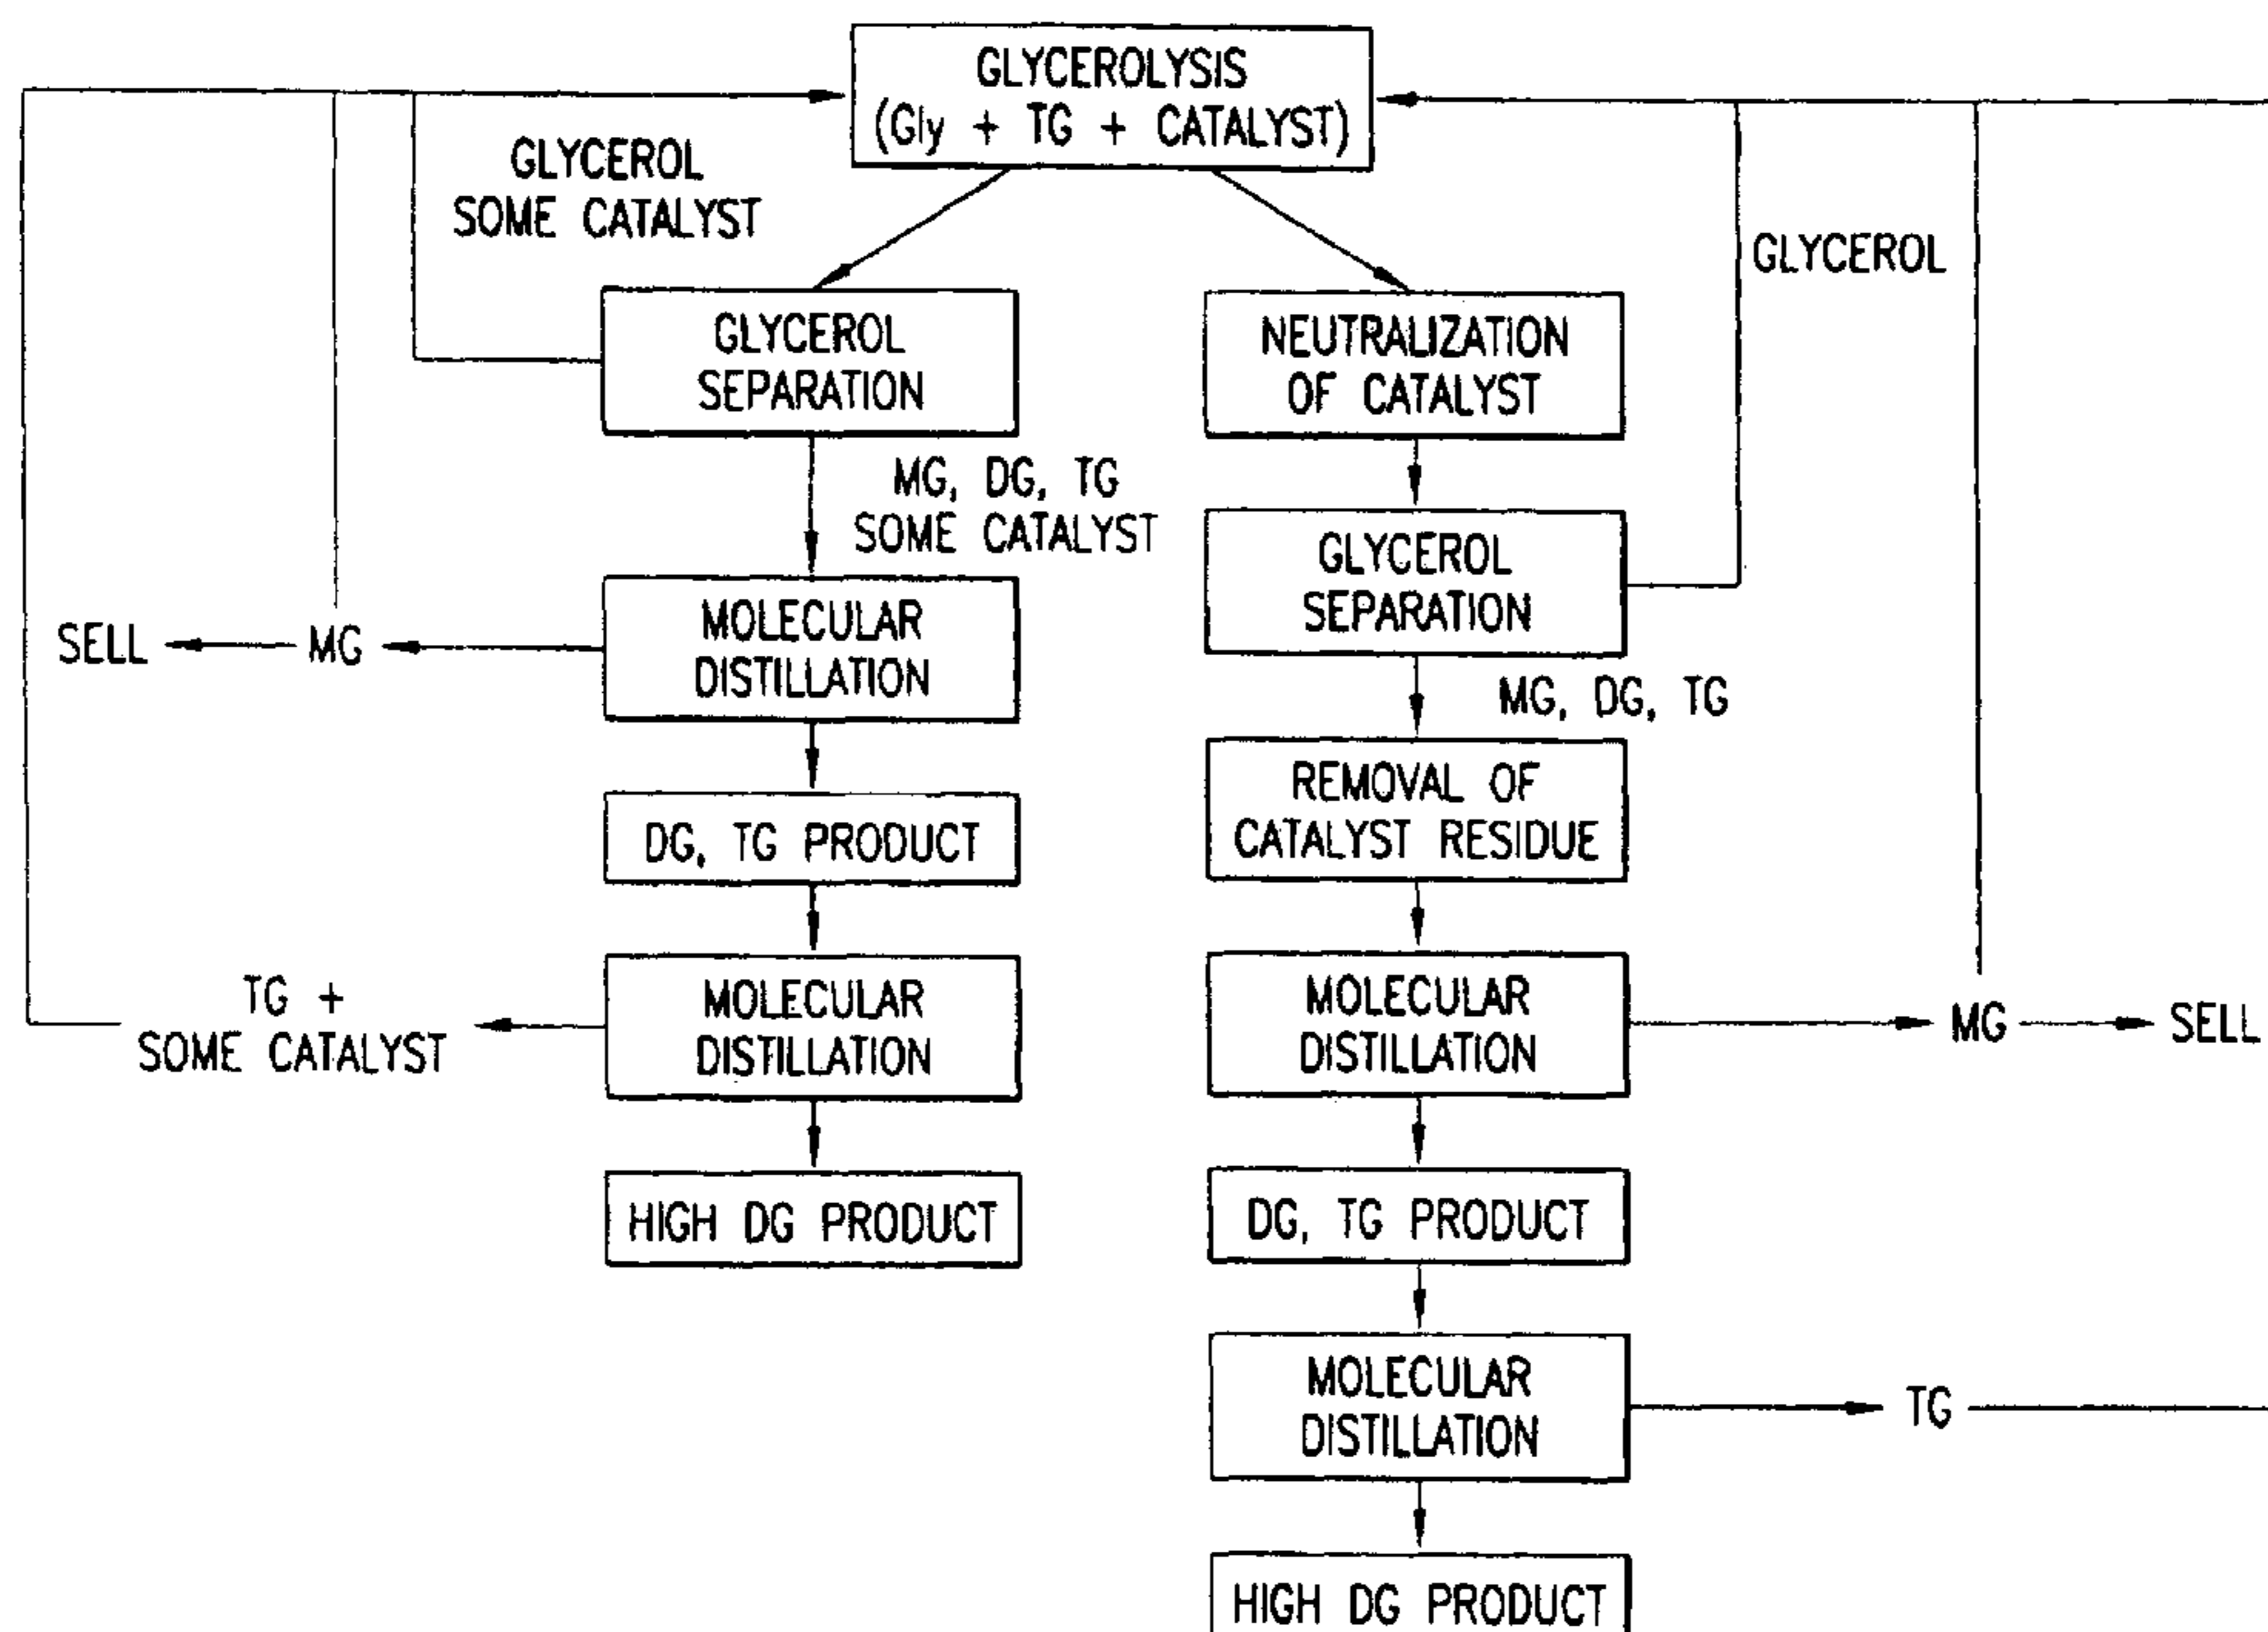 GLYCEROLYSIS
(Gly + TG + CATALYST)
GLYCEROL
SOME CATALYST
GLYCEROL
GLYCEROL
SEPARATION
NEUTRALIZATION
OF CATALYST
MG, DG, TG
SOME CATALYST
GLYCEROL
SEPARATION
SELL
MG
MOLECULAR
DISTILLATION
MG, DG, TG
REMOVAL OF
CATALYST RESIDUE
DG, TG PRODUCT
TG +
SOME CATALYST
MOLECULAR
DISTILLATION
MOLECULAR
DISTILLATION
MG
SELL
HIGH DG PRODUCT
DG, TG PRODUCT
MOLECULAR
DISTILLATION
TG
HIGH DG PRODUCT